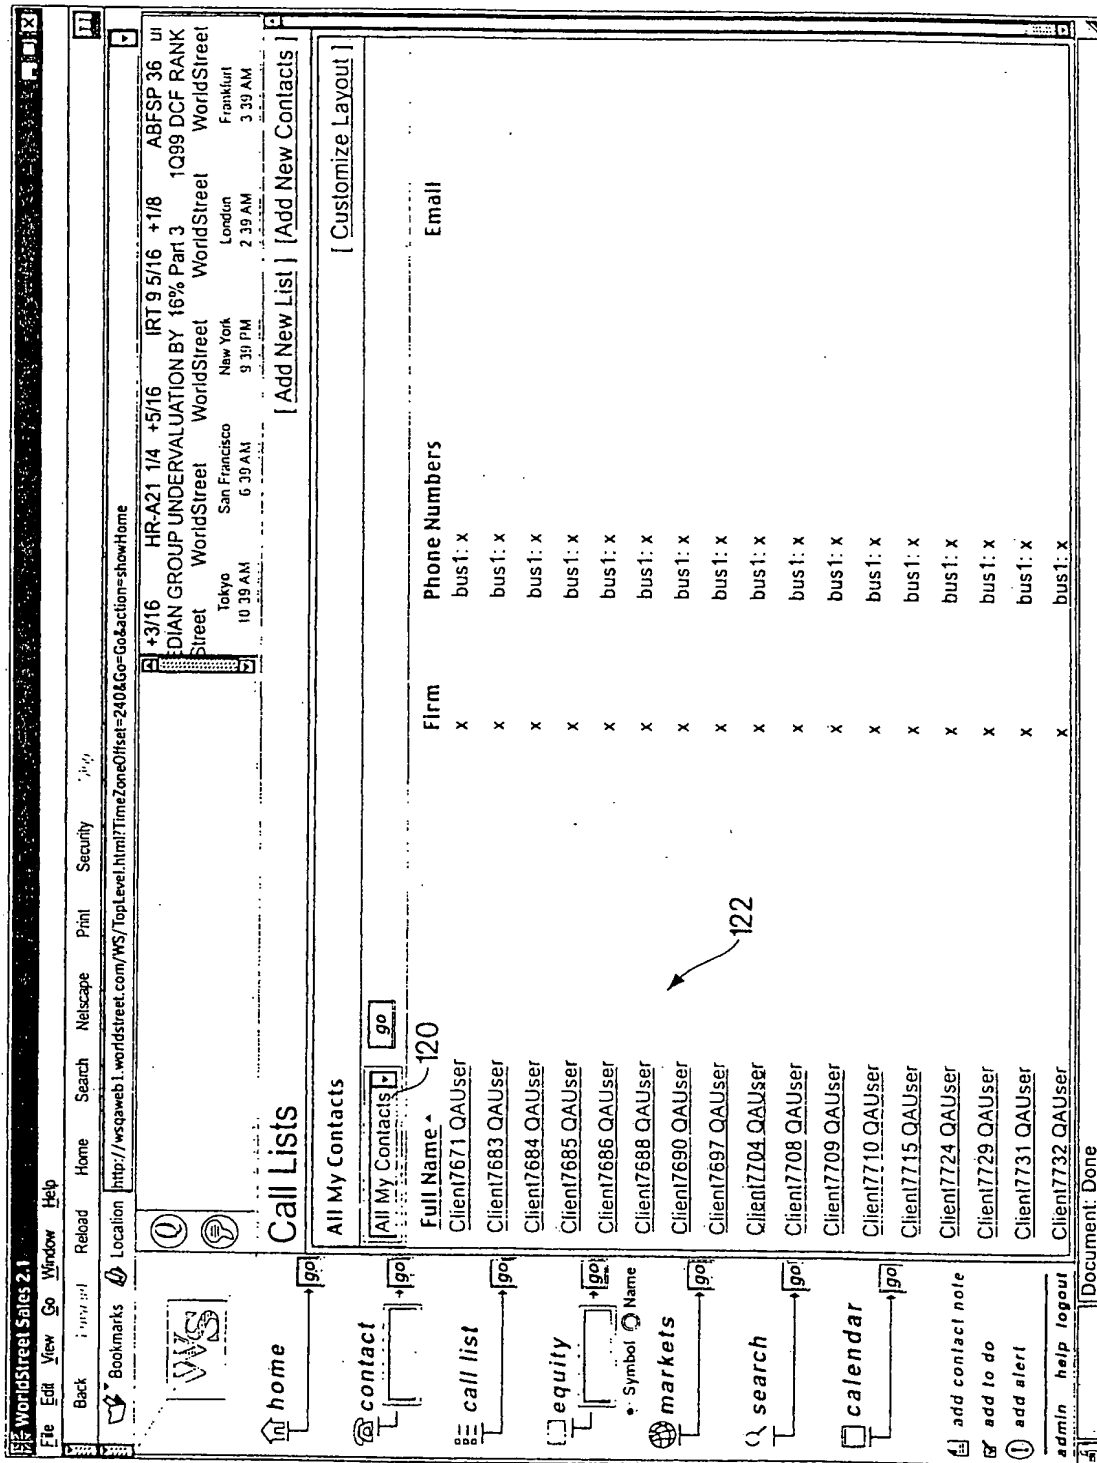 WorldStreet Sales 2.1
File Edit View Go Window Help
Back Reload Home Search Netscape Print Security
Bookmarks Location http://wsqaweb1.worldstreet.com/WS/TopLevel.html?TimeZoneOffset=240&Go=Go&action=showHome
WS
Q
+3/16 HR-A21 1/4 +5/16 IRT 9 5/16 +1/8 ABFSP 36
EDIAN GROUP UNDERVALUATION BY 16% Part 3 1Q99 DCF RANK
Street WorldStreet WorldStreet WorldStreet WorldStreet
Tokyo San Francisco New York London Frankfurt
10 39 AM 6 39 AM 9 39 PM 2 39 AM 3 39 AM
home
go
contact
go
call list
go
equity
go
Symbol Name
markets
go
search
go
calendar
go
add contact note
add to do
add alert
admin help logout
Call Lists [Add New List] [Add New Contacts]
All My Contacts [Customize Layout]
All My Contacts go
120
Full Name Firm Phone Numbers Email
Client7671 QAUser x bus1: x
Client7683 QAUser x bus1: x
Client7684 QAUser x bus1: x
Client7685 QAUser x bus1: x
Client7686 QAUser x bus1: x
Client7688 QAUser x bus1: x
Client7690 QAUser x bus1: x
Client7697 QAUser x bus1: x
Client7704 QAUser x bus1: x
Client7708 QAUser x bus1: x
Client7709 QAUser x bus1: x
Client7710 QAUser x bus1: x
Client7715 QAUser x bus1: x
Client7724 QAUser x bus1: x
Client7729 QAUser x bus1: x
Client7731 QAUser x bus1: x
Client7732 QAUser x bus1: x
122
Document: Done